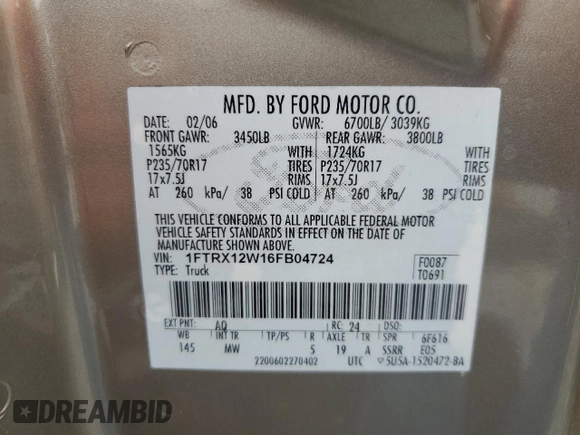 MFD. BY FORD MOTOR CO.
DATE: 02/06 GVWR: 6700LB/ 3039KG
FRONT GAWR: 3450LB REAR GAWR: 3800LB
1565KG WITH 1724KG WITH
P235/70R17 TIRES P235/70R17 TIRES
17x7.5J RIMS 17x7.5J RIMS
AT 260 kPa/ 38 PSI COLD AT 260 kPa/ 38 PSI COLD
THIS VEHICLE CONFORMS TO ALL APPLICABLE FEDERAL MOTOR
VEHICLE SAFETY STANDARDS IN EFFECT ON THE DATE OF
MANUFACTURE SHOWN ABOVE.
VIN: 1FTRX12W16FB04724 F0087
TYPE: Truck T0691
EXT PNT: AQ RC: 24 DSO:
WB INT TR TP/PS R AXLE TR SPR 6F616
145 MW 5 19 A SSRR E05
2200602270402 UTC ▽5U5A-1520472-BA
DREAMBID